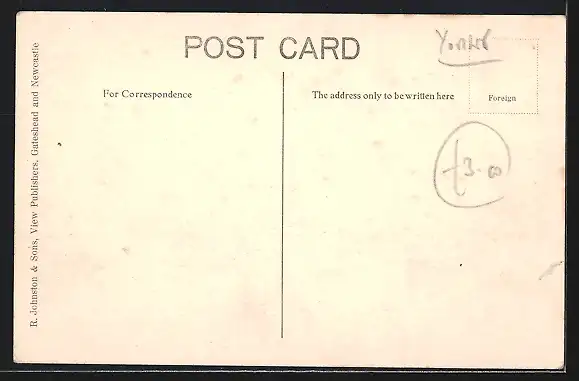 POST CARD
For Correspondence
The address only to be written here
Foreign
£3-00
R. Johnston & Sons, View Publishers, Gateshead and Newcastle